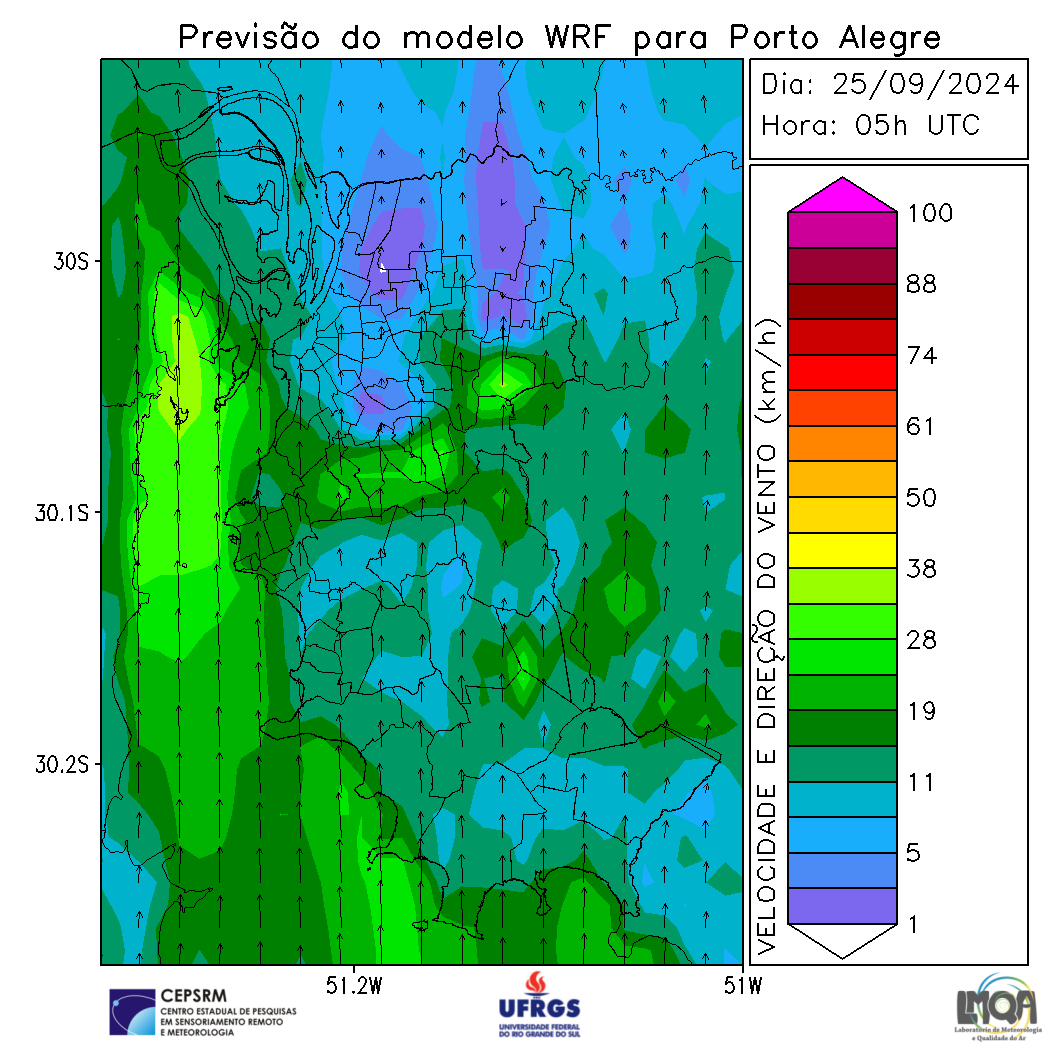 Previsão do modelo WRF para Porto Alegre
Dia: 25/09/2024
Hora: 05h UTC
30S
30.1S
30.2S
51.2W
51W
VELOCIDADE E DIREÇÃO DO VENTO (km/h)
100
88
74
61
50
38
28
19
11
5
1
CEPSRM
CENTRO ESTADUAL DE PESQUISAS
EM SENSORIAMENTO REMOTO
E METEOROLOGIA
UFRGS
UNIVERSIDADE FEDERAL
DO RIO GRANDE DO SUL
LMQA
Laboratório de Meteorologia
e Qualidade do Ar